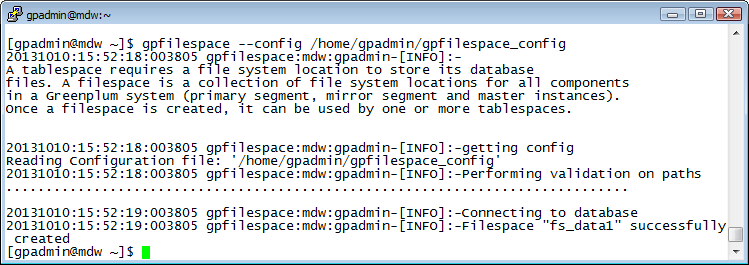 gpadmin@mdw:~
[gpadmin@mdw ~]$ gpfilespace --config /home/gpadmin/gpfilespace_config
20131010:15:52:18:003805 gpfilespace:mdw:gpadmin-[INFO]:-
A tablespace requires a file system location to store its database
files. A filespace is a collection of file system locations for all components
in a Greenplum system (primary segment, mirror segment and master instances).
Once a filespace is created, it can be used by one or more tablespaces.
20131010:15:52:18:003805 gpfilespace:mdw:gpadmin-[INFO]:-getting config
Reading Configuration file: '/home/gpadmin/gpfilespace_config'
20131010:15:52:18:003805 gpfilespace:mdw:gpadmin-[INFO]:-Performing validation on paths
..............................................................................
20131010:15:52:19:003805 gpfilespace:mdw:gpadmin-[INFO]:-Connecting to database
20131010:15:52:19:003805 gpfilespace:mdw:gpadmin-[INFO]:-Filespace "fs_data1" successfully
created
[gpadmin@mdw ~]$